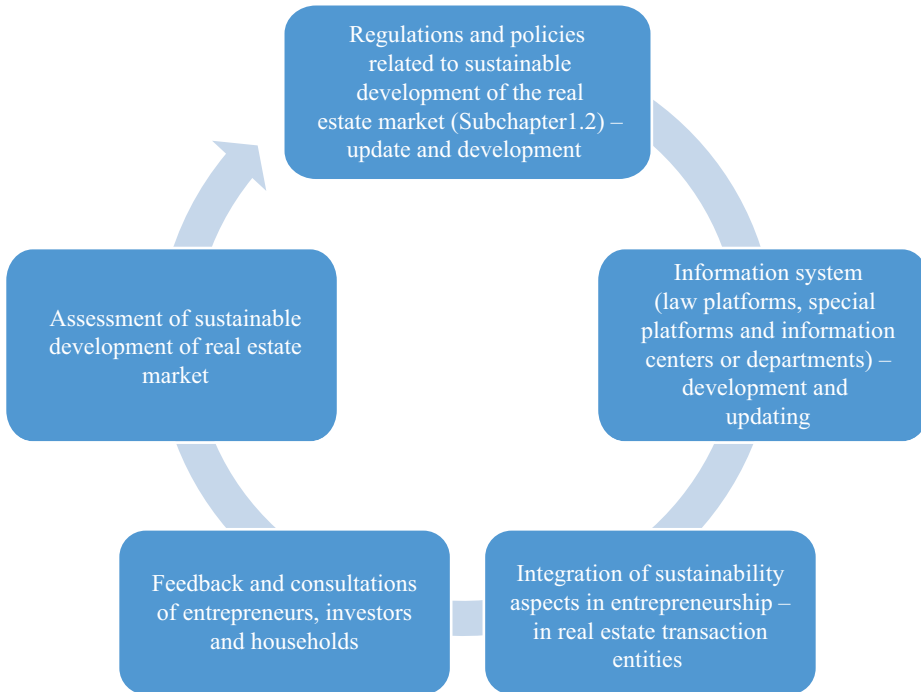 Regulations and policies
related to sustainable
development of the real
estate market (Subchapter1.2) –
update and development
Information system
(law platforms, special
platforms and information
centers or departments) –
development and
updating
Integration of sustainability
aspects in entrepreneurship –
in real estate transaction
entities
Feedback and consultations
of entrepreneurs, investors
and households
Assessment of sustainable
development of real estate
market